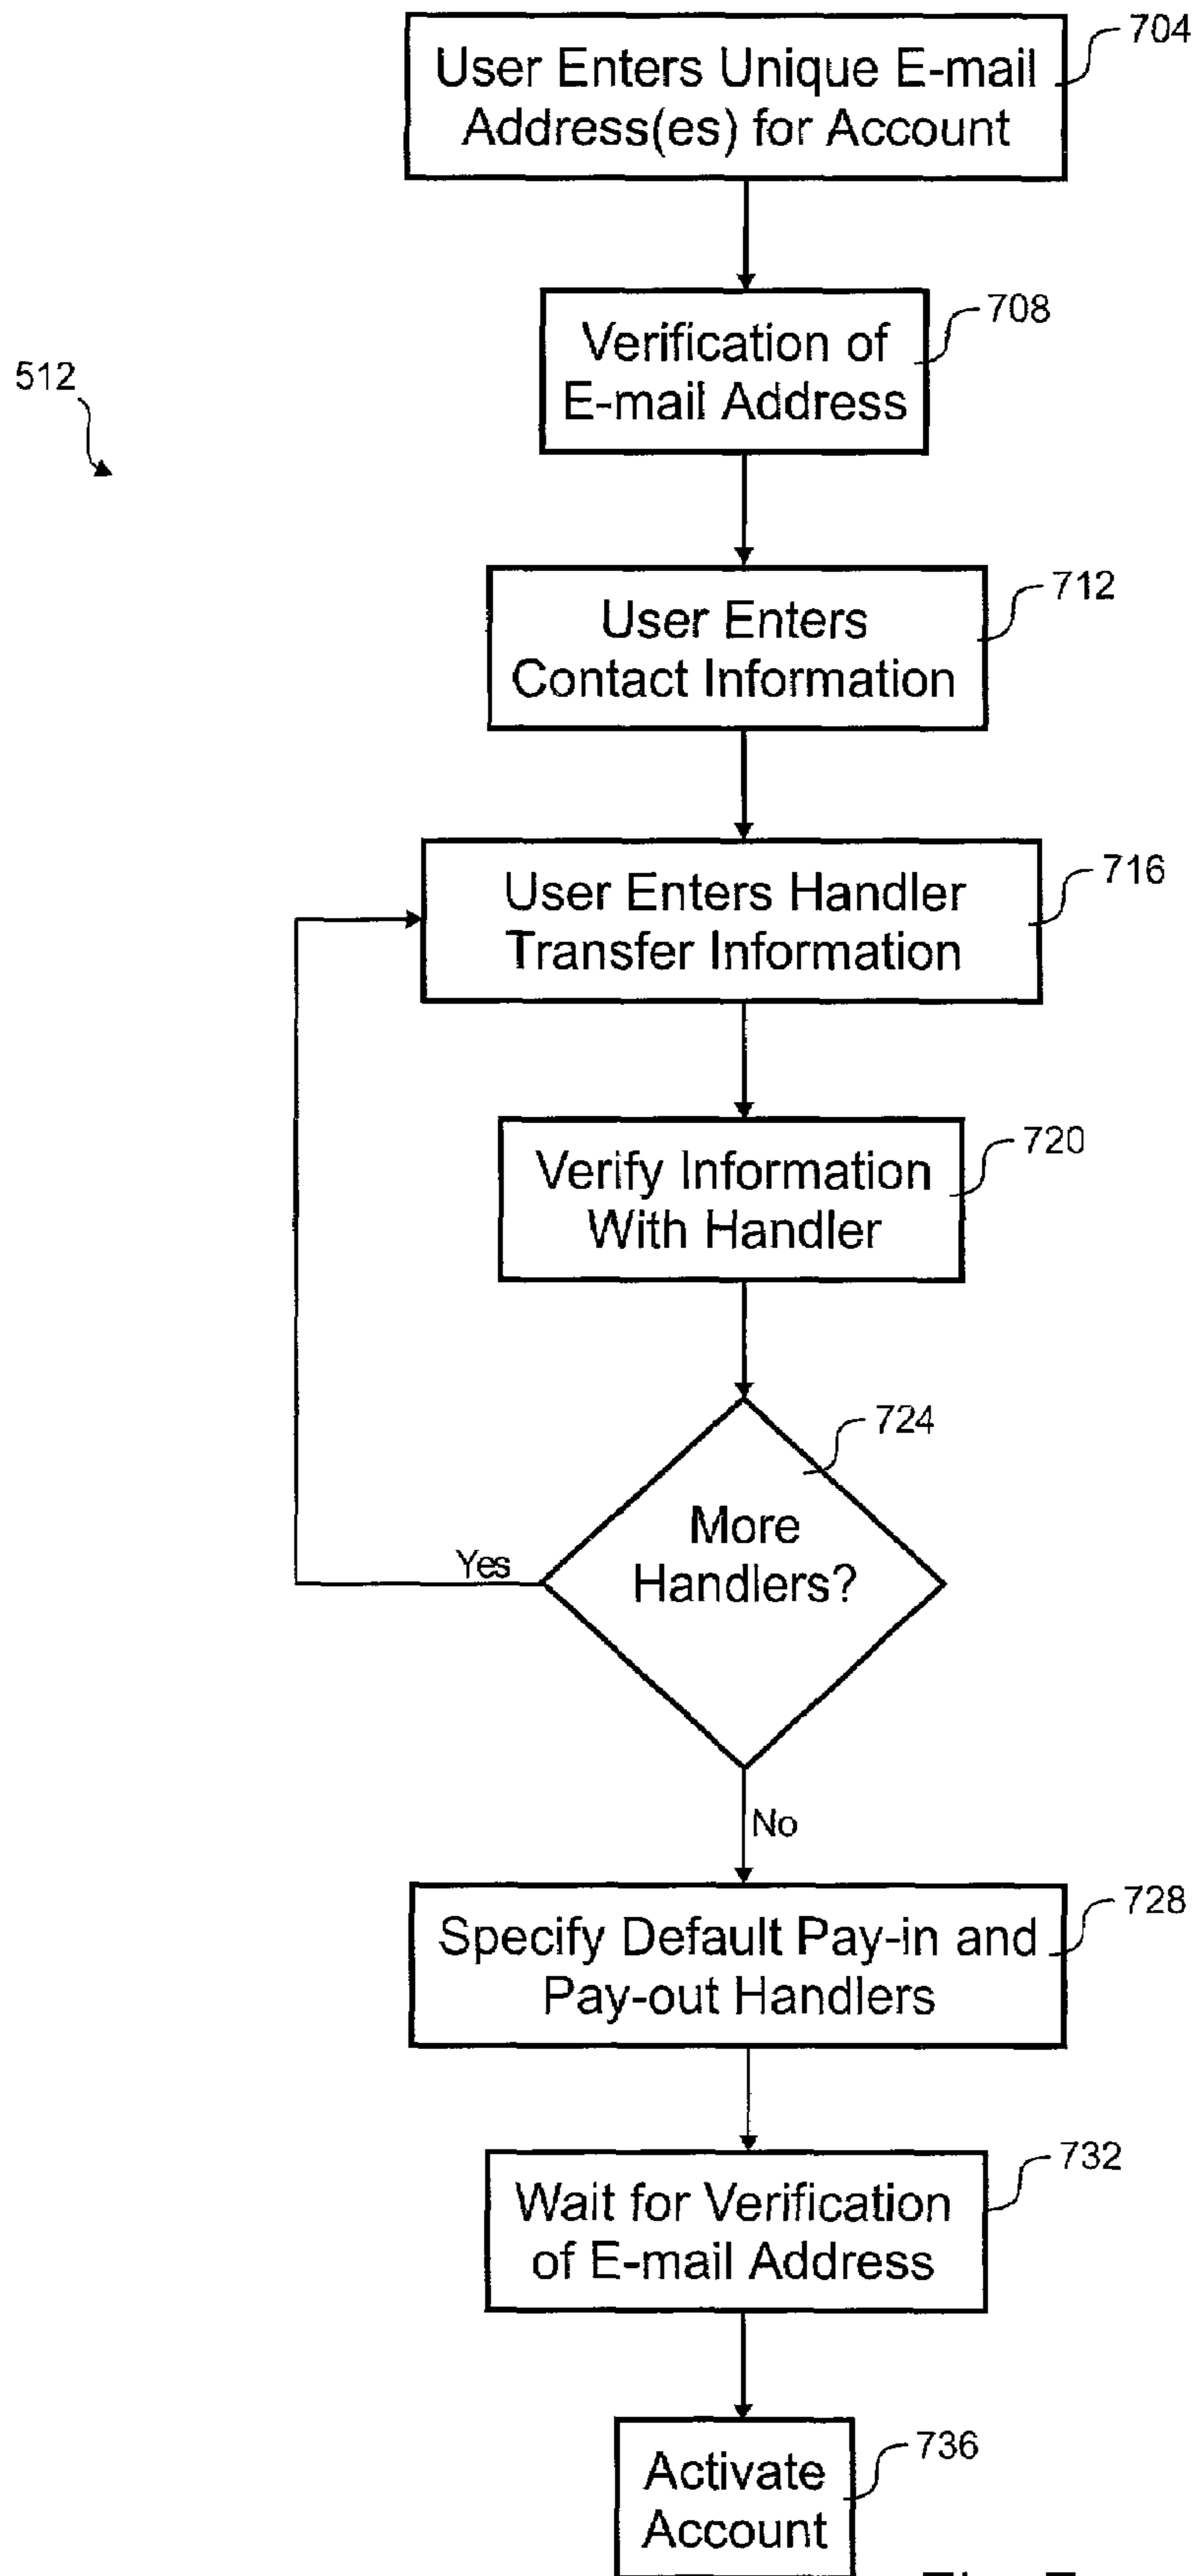 704
User Enters Unique E-mail
Address(es) for Account
708
Verification of
E-mail Address
512
712
User Enters
Contact Information
716
User Enters Handler
Transfer Information
720
Verify Information
With Handler
724
More
Handlers?
Yes
No
728
Specify Default Pay-in and
Pay-out Handlers
732
Wait for Verification
of E-mail Address
736
Activate
Account